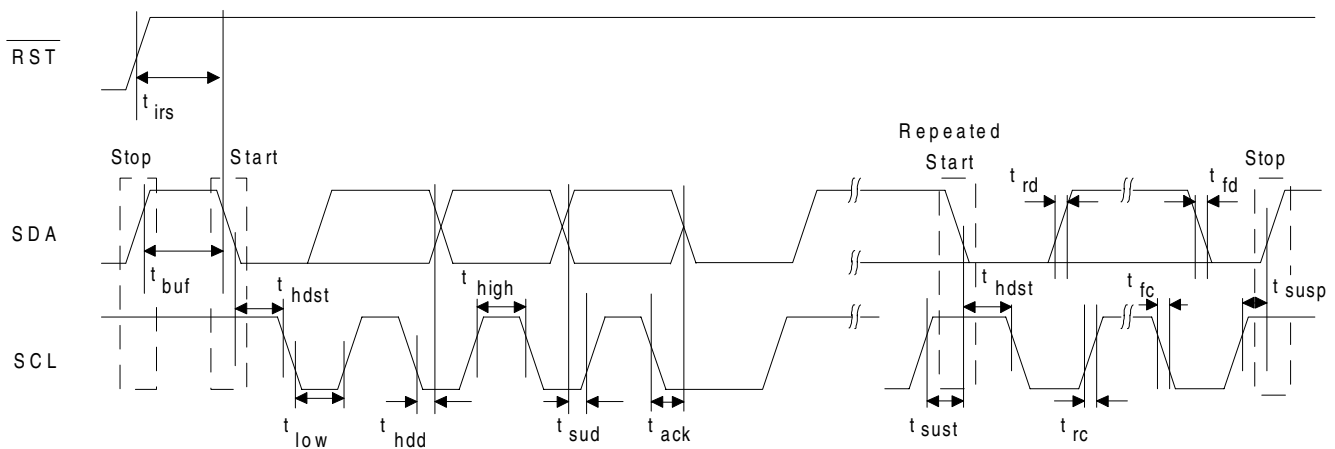 RST
t irs
Repeated
Stop Start Start Stop
t rd t fd
SDA
t buf t hdst t high t hdst t fc t susp
SCL
t low t hdd t sud t ack t sust t rc